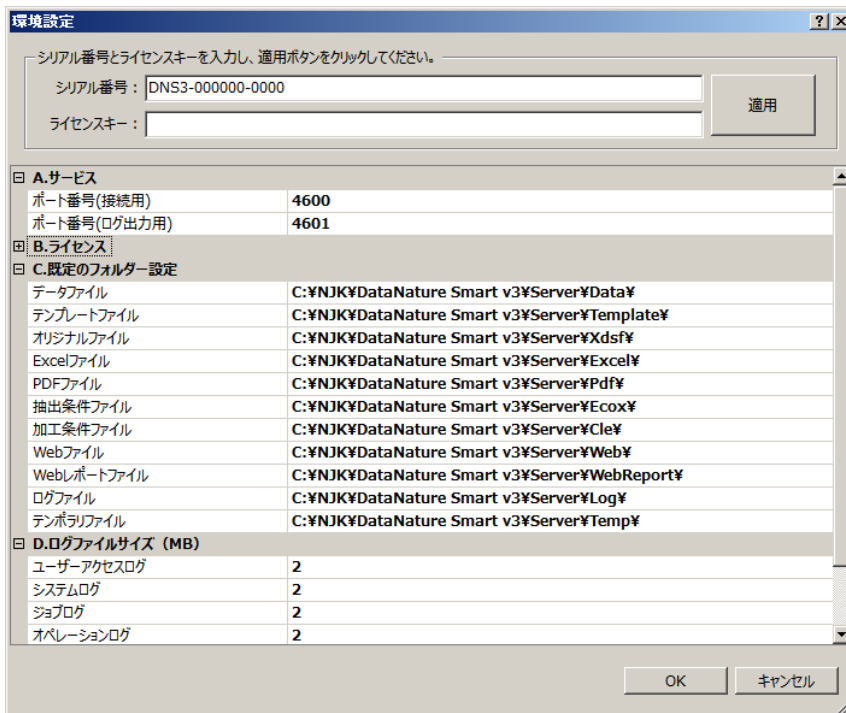 環境設定
シリアル番号とライセンスキーを入力し、適用ボタンをクリックしてください。
シリアル番号： DNS3-000000-0000
適用
ライセンスキー：
A.サービス
ポート番号(接続用) 4600
ポート番号(ログ出力用) 4601
B.ライセンス
C.既定のフォルダー設定
データファイル C:¥NJK¥DataNature Smart v3¥Server¥Data¥
テンプレートファイル C:¥NJK¥DataNature Smart v3¥Server¥Template¥
オリジナルファイル C:¥NJK¥DataNature Smart v3¥Server¥Xdsf¥
Excelファイル C:¥NJK¥DataNature Smart v3¥Server¥Excel¥
PDFファイル C:¥NJK¥DataNature Smart v3¥Server¥Pdf¥
抽出条件ファイル C:¥NJK¥DataNature Smart v3¥Server¥Ecox¥
加工条件ファイル C:¥NJK¥DataNature Smart v3¥Server¥Cle¥
Webファイル C:¥NJK¥DataNature Smart v3¥Server¥Web¥
Webレポートファイル C:¥NJK¥DataNature Smart v3¥Server¥WebReport¥
ログファイル C:¥NJK¥DataNature Smart v3¥Server¥Log¥
テンポラリファイル C:¥NJK¥DataNature Smart v3¥Server¥Temp¥
D.ログファイルサイズ（MB）
ユーザーアクセスログ 2
システムログ 2
ジョブログ 2
オペレーションログ 2
OK キャンセル